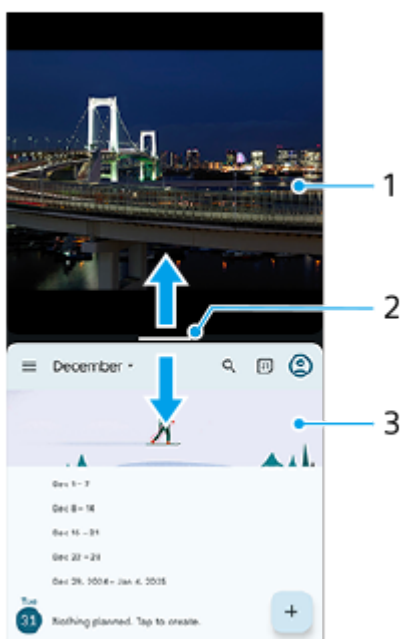 1
2
December
3
Dec 1 – 7
Dec 8 – 14
Dec 15 – 21
Dec 22 – 28
Dec 29, 2024 – Jan 4, 2025
Tue
31 Nothing planned. Tap to create.
+